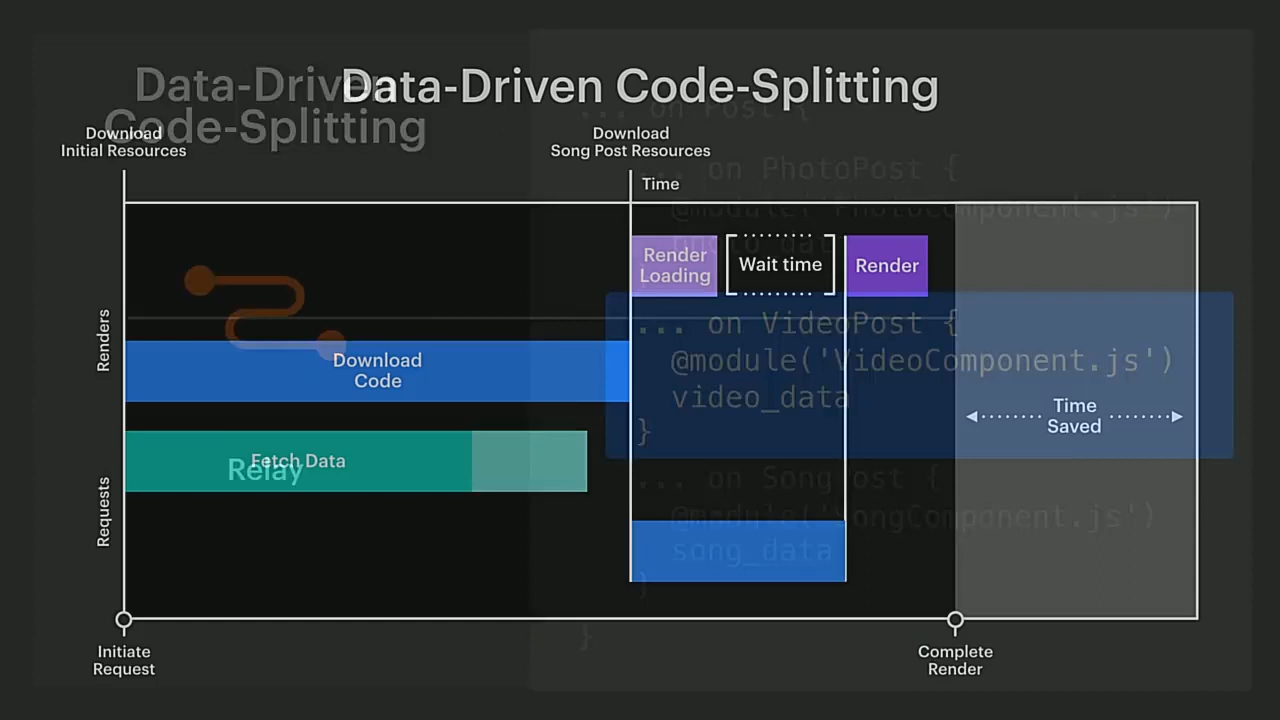 Data-Driven Code-Splitting
Data-Driven
Code-Splitting
Download
Initial Resources
Download
Song Post Resources
Time
... on Post {
... on PhotoPost {
@module('PhotoComponent.js')
photo_data
Render
Loading
Wait time
Render
... on VideoPost {
@module('VideoComponent.js')
video_data
}
Renders
Download
Code
Time
Saved
Fetch Data
Relay
Requests
... on SongPost {
@module('SongComponent.js')
song_data
}
}
Initiate
Request
Complete
Render